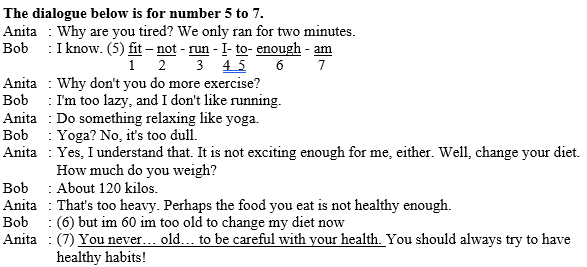 The dialogue below is for number 5 to 7.
Anita : Why are you tired? We only ran for two minutes.
Bob : I know. (5) fit – not - run - I- to- enough - am
1 2 3 4 5 6 7
Anita : Why don't you do more exercise?
Bob : I'm too lazy, and I don't like running.
Anita : Do something relaxing like yoga.
Bob : Yoga? No, it's too dull.
Anita : Yes, I understand that. It is not exciting enough for me, either. Well, change your diet.
How much do you weigh?
Bob : About 120 kilos.
Anita : That's too heavy. Perhaps the food you eat is not healthy enough.
Bob : (6) but im 60 im too old to change my diet now
Anita : (7) You never… old… to be careful with your health. You should always try to have
healthy habits!